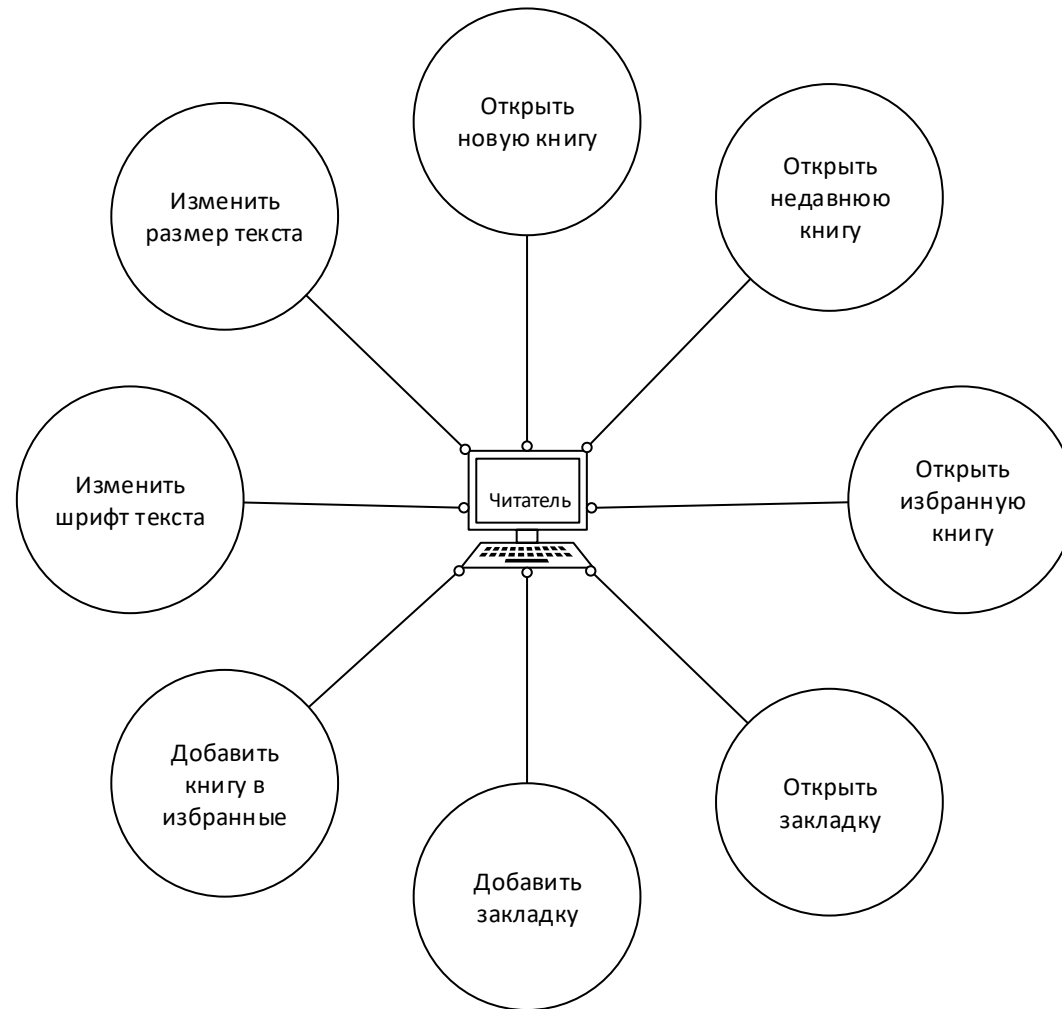 Открыть
новую книгу
Открыть
недавнюю
книгу
Изменить
размер текста
Изменить
шрифт текста
Читатель
Открыть
избранную
книгу
Добавить
книгу в
избранные
Открыть
закладку
Добавить
закладку